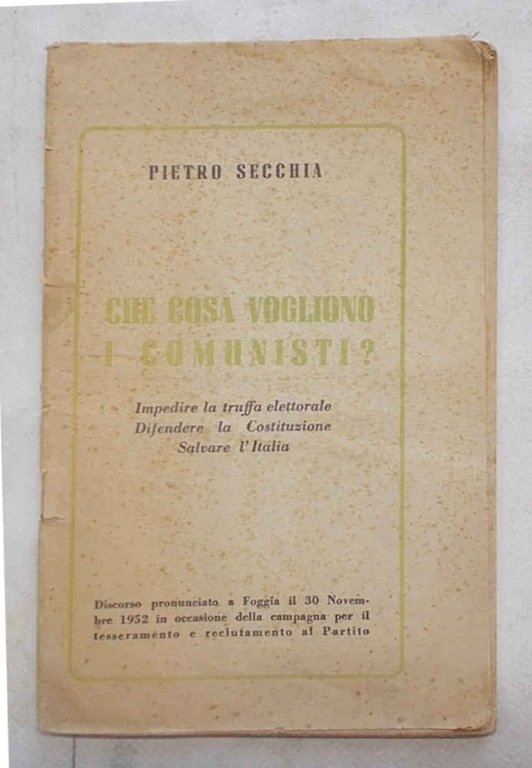 PIETRO SECCHIA
CHE COSA VOGLIONO
I COMUNISTI?
Impedire la truffa elettorale
Difendere la Costituzione
Salvare l'Italia
Discorso pronunciato a Foggia il 30 Novem-
bre 1952 in occasione della campagna per il
tesseramento e reclutamento al Partito